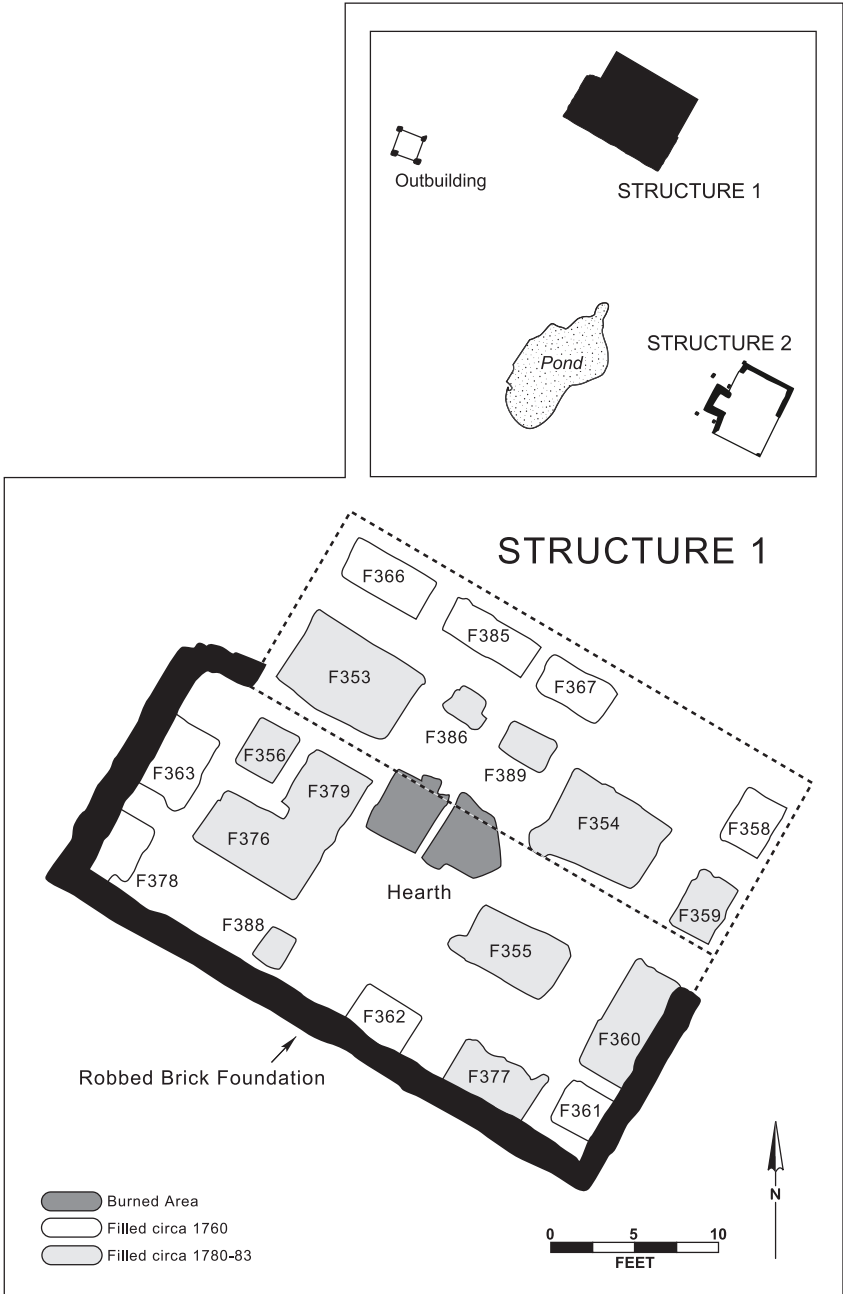 Outbuilding
STRUCTURE 1
Pond
STRUCTURE 2
STRUCTURE 1
F366
F385
F367
F353
F386
F389
F356
F363
F379
F354
F358
F376
F378
Hearth
F359
F388
F355
F362
F360
F377
F361
Robbed Brick Foundation
Burned Area
Filled circa 1760
Filled circa 1780-83
0 5 10
FEET
N